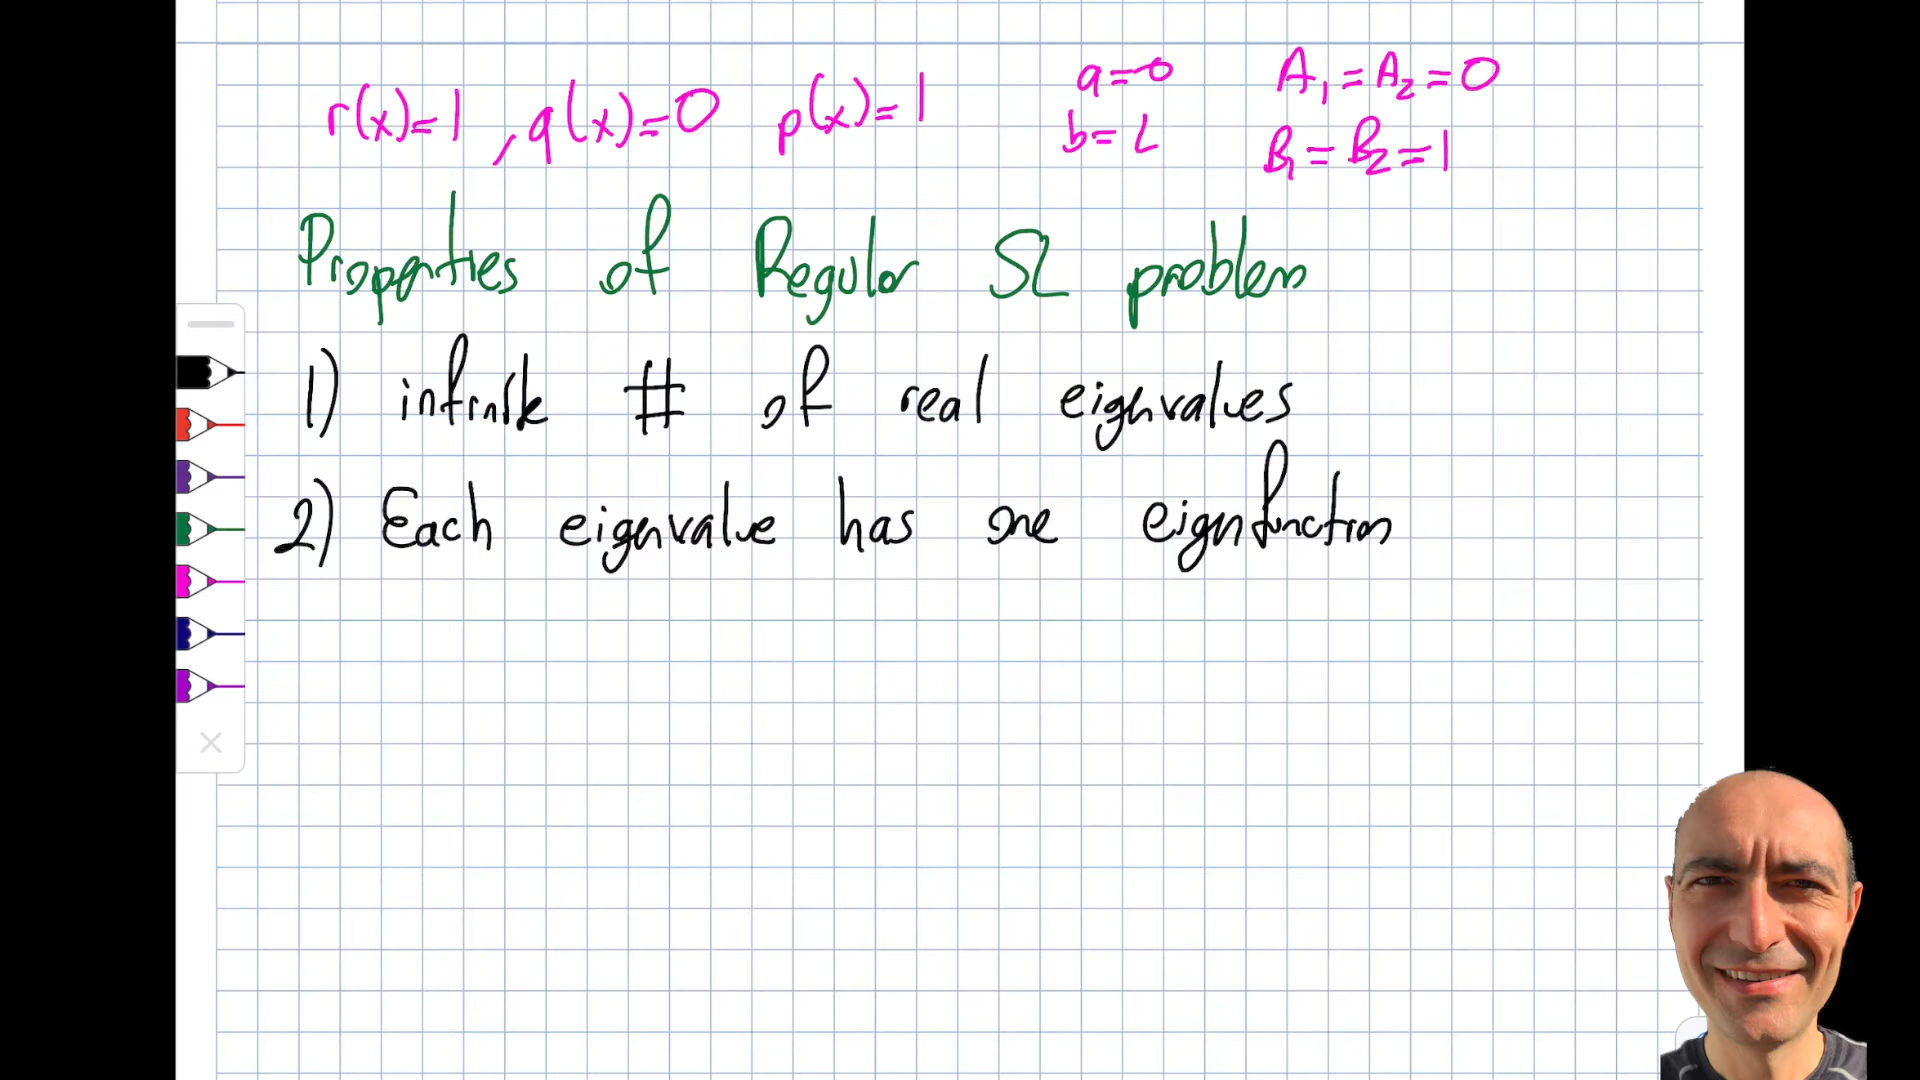 r(x)=1 , q(x)=0 p(x)=1 a=0 A₁=A₂=0
b=L B₁=B₂=1
Properties of Regular SL problem
1) infinite # of real eigenvalues
2) Each eigenvalue has one eigenfunction